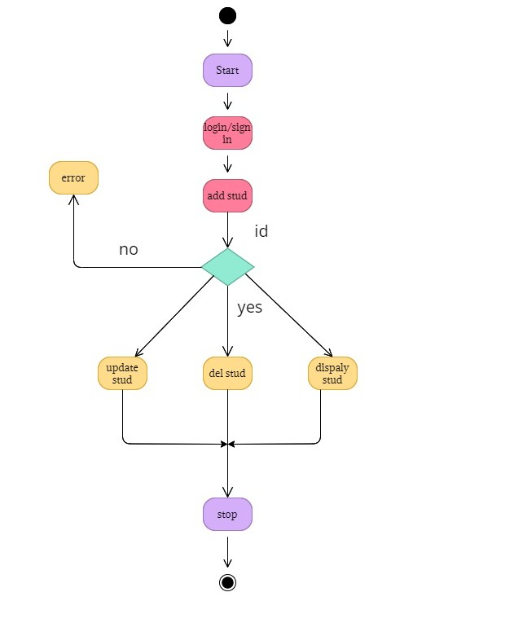 Start
login/sign
in
error
add stud
id
no
yes
update
stud
del stud
dispaly
stud
stop